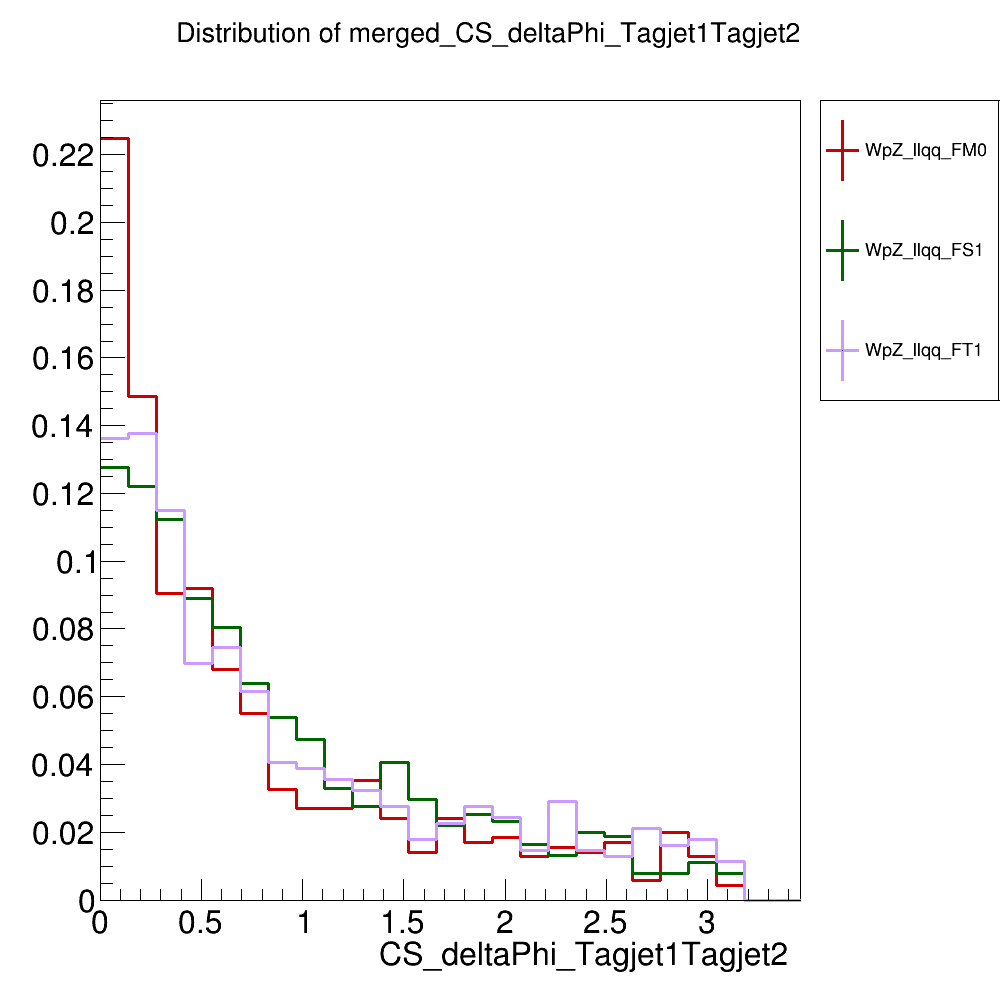 Distribution of merged_CS_deltaPhi_Tagjet1Tagjet2
WpZ_llqq_FM0
WpZ_llqq_FS1
WpZ_llqq_FT1
0.22
0.2
0.18
0.16
0.14
0.12
0.1
0.08
0.06
0.04
0.02
0
0 0.5 1 1.5 2 2.5 3
CS_deltaPhi_Tagjet1Tagjet2